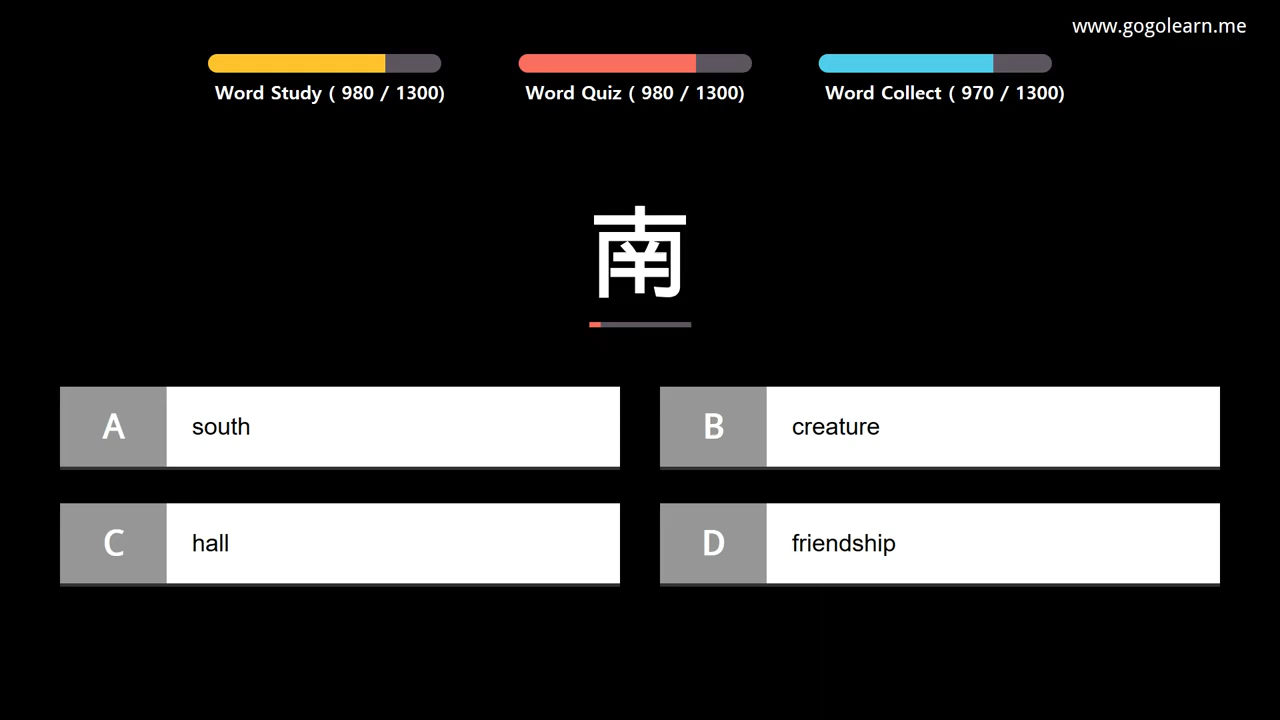 www.gogolearn.me
Word Study ( 980 / 1300)
Word Quiz ( 980 / 1300)
Word Collect ( 970 / 1300)
南
A south
B creature
C hall
D friendship